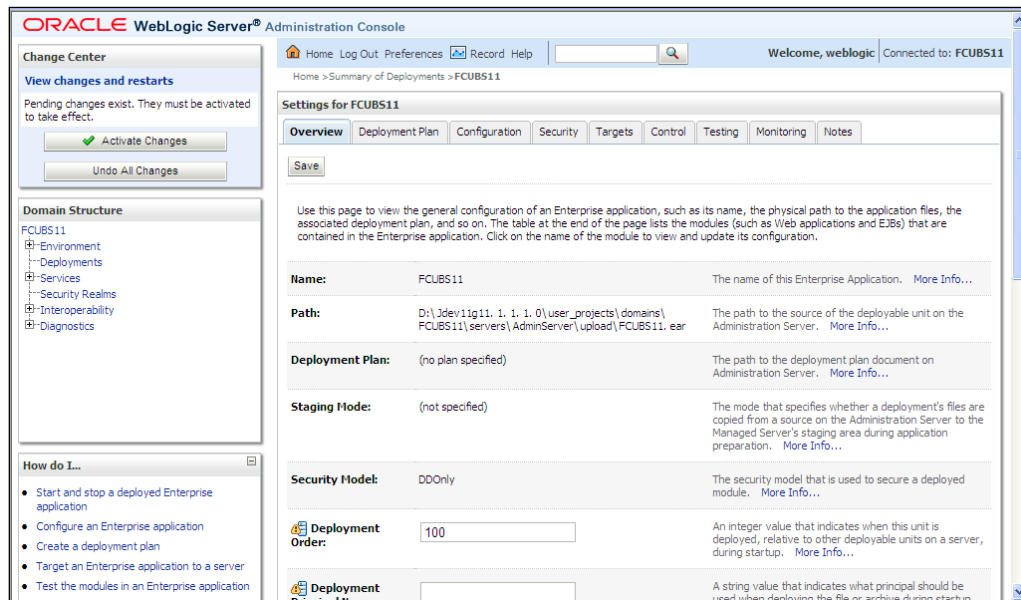 ORACLE WebLogic Server® Administration Console
Change Center
View changes and restarts
Pending changes exist. They must be activated
to take effect.
Activate Changes
Undo All Changes
Domain Structure
FCUBS11
Environment
Deployments
Services
Security Realms
Interoperability
Diagnostics
How do I...
Start and stop a deployed Enterprise
application
Configure an Enterprise application
Create a deployment plan
Target an Enterprise application to a server
Test the modules in an Enterprise application
Home Log Out Preferences Record Help
Welcome, weblogic Connected to: FCUBS11
Home >Summary of Deployments >FCUBS11
Settings for FCUBS11
Overview Deployment Plan Configuration Security Targets Control Testing Monitoring Notes
Save
Use this page to view the general configuration of an Enterprise application, such as its name, the physical path to the application files, the
associated deployment plan, and so on. The table at the end of the page lists the modules (such as Web applications and EJBs) that are
contained in the Enterprise application. Click on the name of the module to view and update its configuration.
Name: FCUBS11 The name of this Enterprise Application. More Info...
Path: D:\Jdev11g11. 1. 1. 1. 0\user_projects\domains\ The path to the source of the deployable unit on the
FCUBS11\servers\AdminServer\upload\FCUBS11. ear Administration Server. More Info...
Deployment Plan: (no plan specified) The path to the deployment plan document on
Administration Server. More Info...
Staging Mode: (not specified) The mode that specifies whether a deployment's files are
copied from a source on the Administration Server to the
Managed Server's staging area during application
preparation. More Info...
Security Model: DDOnly The security model that is used to secure a deployed
module. More Info...
Deployment An integer value that indicates when this unit is
Order: 100 deployed, relative to other deployable units on a server,
during startup. More Info...
Deployment A string value that indicates what principal should be
used when deploying the file or archive during startup